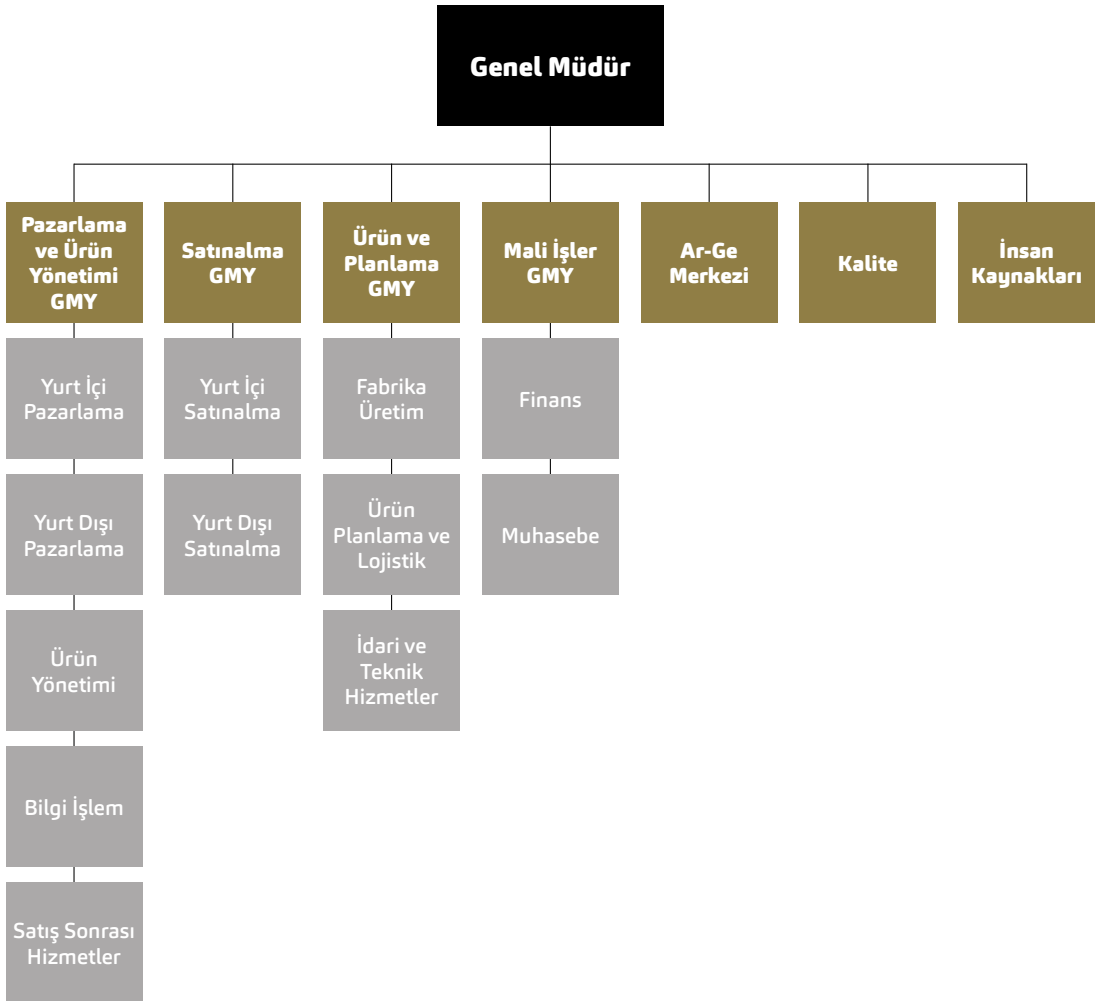 Genel Müdür
Pazarlama
ve Ürün
Yönetimi
GMY
Satınalma
GMY
Ürün ve
Planlama
GMY
Mali İşler
GMY
Ar-Ge
Merkezi
Kalite
İnsan
Kaynakları
Yurt İçi
Pazarlama
Yurt İçi
Satınalma
Fabrika
Üretim
Finans
Yurt Dışı
Pazarlama
Yurt Dışı
Satınalma
Ürün
Planlama ve
Lojistik
Muhasebe
Ürün
Yönetimi
İdari ve
Teknik
Hizmetler
Bilgi İşlem
Satış Sonrası
Hizmetler